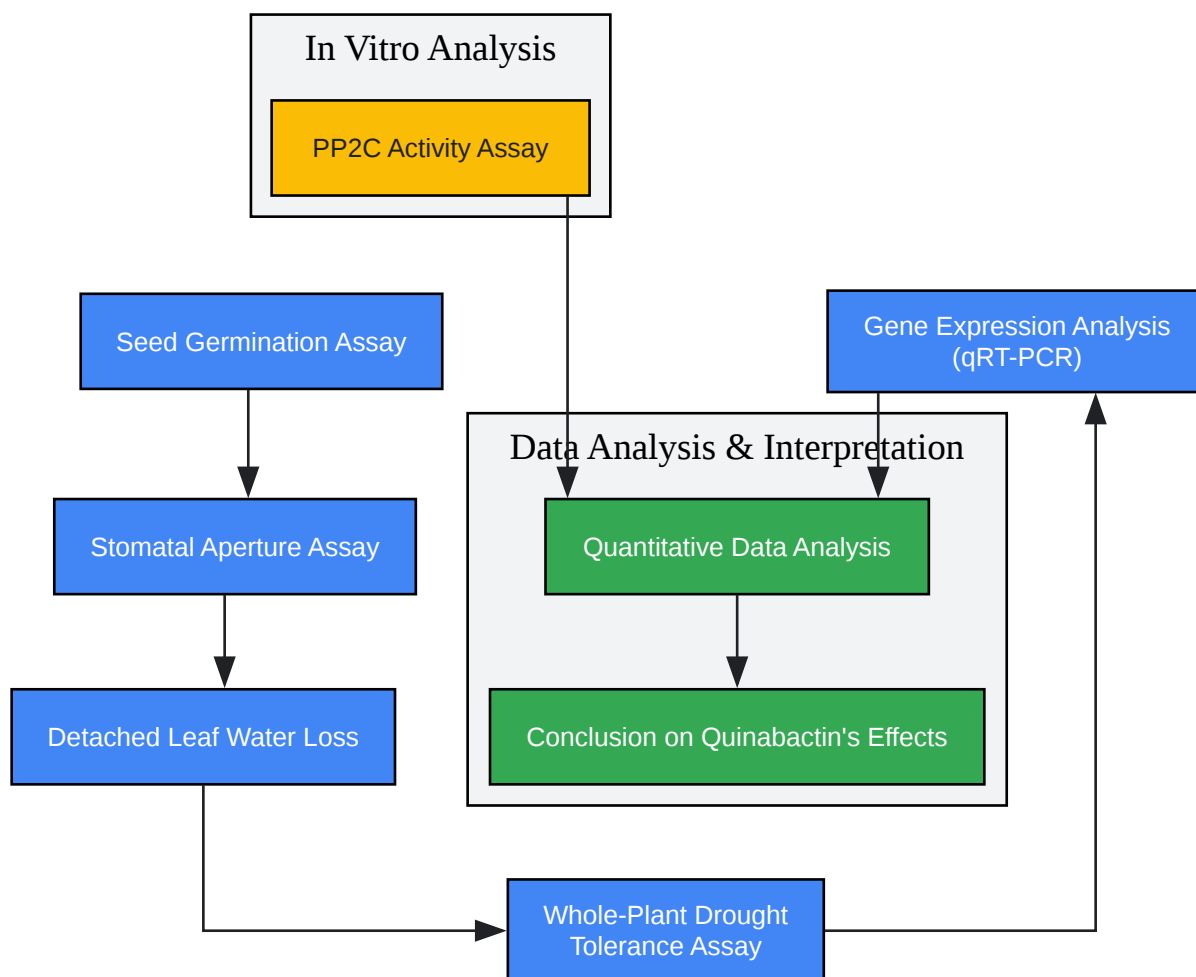 In Vitro Analysis
PP2C Activity Assay
Seed Germination Assay
Gene Expression Analysis
(qRT-PCR)
Data Analysis & Interpretation
Stomatal Aperture Assay
Quantitative Data Analysis
Detached Leaf Water Loss
Conclusion on Quinabactin's Effects
Whole-Plant Drought
Tolerance Assay